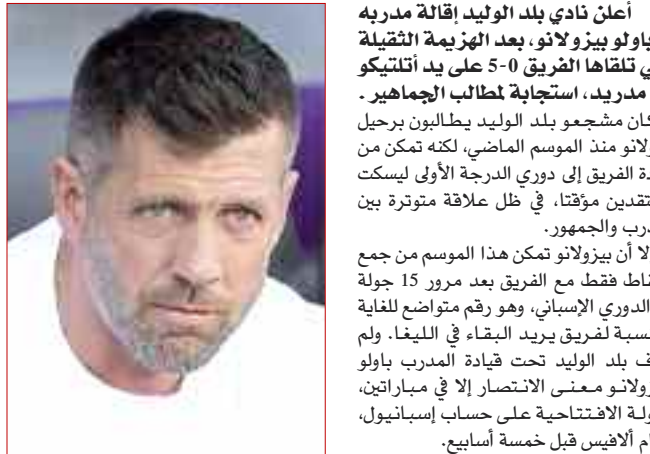 أعلن نادي بلد الوليد إقالة مدربه
باولو بيزولانو، بعد الهزيمة الثقيلة
ي تلقاها الفريق 0-5 على يد أتلتيكو
مدريد، استجابة لمطالب الجماهير.
كان مشجعو بلد الوليد يطالبون برحيل
ولانو منذ الموسم الماضي، لكنه تمكن من
دة الفريق إلى دوري الدرجة الأولى ليسكت
تقدين مؤقتا، في ظل علاقة متوترة بين
درب والجمهور.
لا أن بيزولانو تمكن هذا الموسم من جمع
قاط فقط مع الفريق بعد مرور 15 جولة
الدوري الإسباني، وهو رقم متواضع للغاية
سبة لفريق يريد البقاء في الليغا. ولم
ف بلد الوليد تحت قيادة المدرب باولو
زولانو معنى الانتصار إلا في مباراتين،
ولة الافتتاحية على حساب إسبانيول،
ام ألافيس قبل خمسة أسابيع.